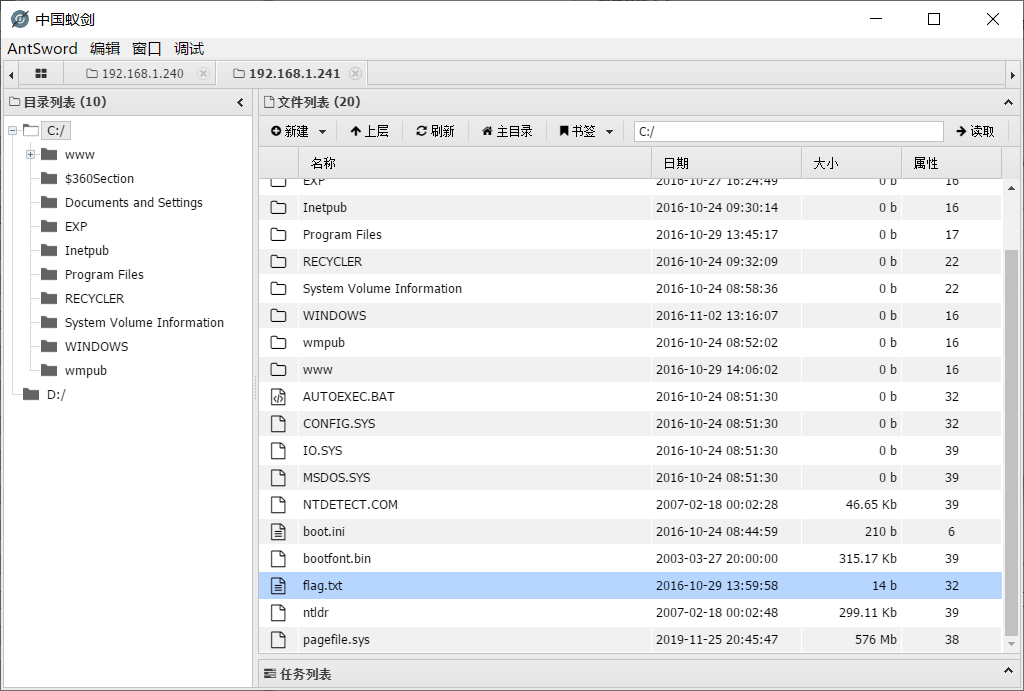 中国蚁剑
AntSword 编辑 窗口 调试
192.168.1.240 192.168.1.241
目录列表 (10)
C:/
www
$360Section
Documents and Settings
EXP
Inetpub
Program Files
RECYCLER
System Volume Information
WINDOWS
wmpub
D:/
文件列表 (20)
新建 上层 刷新 主目录 书签 C:/ 读取
名称 日期 大小 属性
EXP 2016-10-27 16:24:49 0 b 16
Inetpub 2016-10-24 09:30:14 0 b 16
Program Files 2016-10-29 13:45:17 0 b 17
RECYCLER 2016-10-24 09:32:09 0 b 22
System Volume Information 2016-10-24 08:58:36 0 b 22
WINDOWS 2016-11-02 13:16:07 0 b 16
wmpub 2016-10-24 08:52:02 0 b 16
www 2016-10-29 14:06:02 0 b 16
AUTOEXEC.BAT 2016-10-24 08:51:30 0 b 32
CONFIG.SYS 2016-10-24 08:51:30 0 b 32
IO.SYS 2016-10-24 08:51:30 0 b 39
MSDOS.SYS 2016-10-24 08:51:30 0 b 39
NTDETECT.COM 2007-02-18 00:02:28 46.65 Kb 39
boot.ini 2016-10-24 08:44:59 210 b 6
bootfont.bin 2003-03-27 20:00:00 315.17 Kb 39
flag.txt 2016-10-29 13:59:58 14 b 32
ntldr 2007-02-18 00:02:48 299.11 Kb 39
pagefile.sys 2019-11-25 20:45:47 576 Mb 38
任务列表